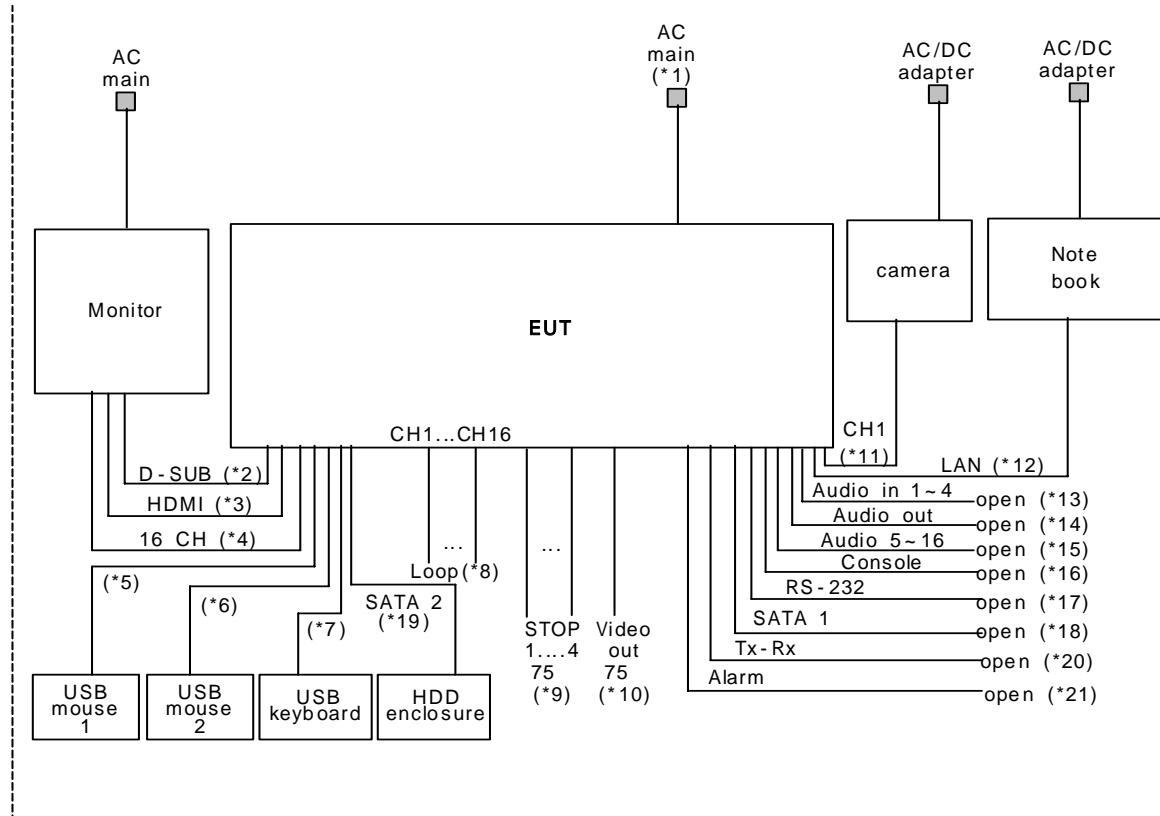 AC
main
AC
main
(*1)
AC/DC
adapter
AC/DC
adapter
Monitor
EUT
camera
Note
book
CH1...CH16
CH1
(*11)
D-SUB (*2)
HDMI (*3)
16 CH (*4)
LAN (*12)
Audio in 1~4
open (*13)
Audio out
open (*14)
Audio 5~16
open (*15)
Console
open (*16)
RS-232
open (*17)
SATA 1
open (*18)
Tx-Rx
open (*20)
Alarm
open (*21)
...
...
Loop(*8)
(*5)
(*6)
(*7)
SATA 2
(*19)
STOP
1....4
75
(*9)
Video
out
75
(*10)
USB
mouse
1
USB
mouse
2
USB
keyboard
HDD
enclosure